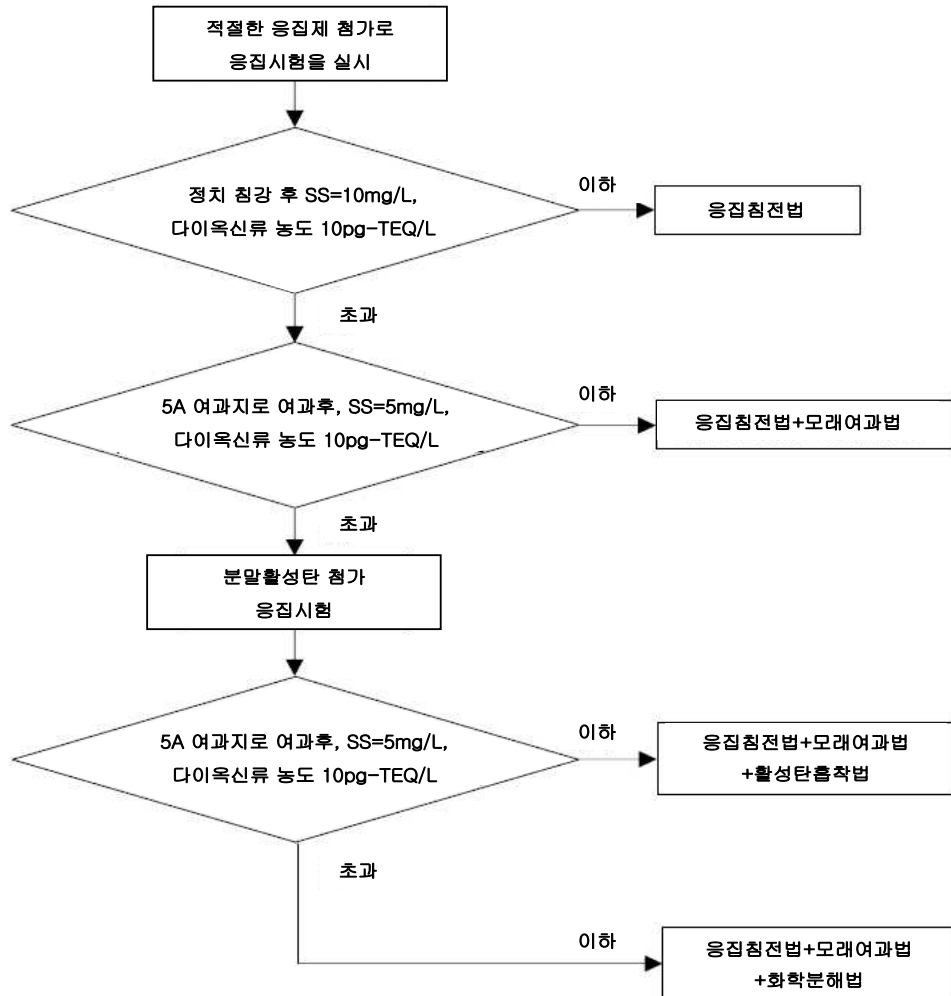 적절한 응집제 첨가로
응집시험을 실시
정치 침강 후 SS=10mg/L,
다이옥신류 농도 10pg-TEQ/L
이하
응집침전법
초과
5A 여과지로 여과후, SS=5mg/L,
다이옥신류 농도 10pg-TEQ/L
이하
응집침전법+모래여과법
초과
분말활성탄 첨가
응집시험
5A 여과지로 여과후, SS=5mg/L,
다이옥신류 농도 10pg-TEQ/L
이하
응집침전법+모래여과법
+활성탄흡착법
초과
이하
응집침전법+모래여과법
+화학분해법